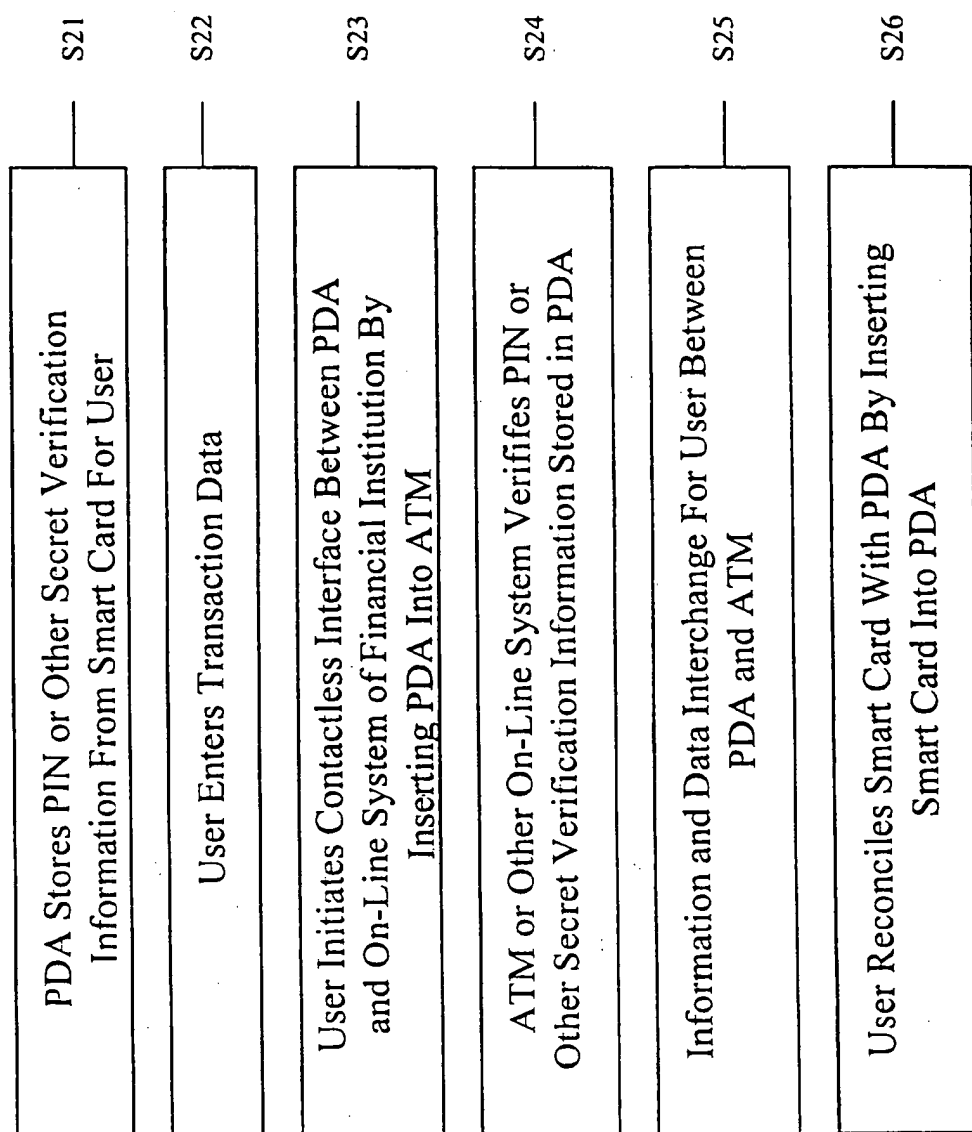 PDA Stores PIN or Other Secret Verification
Information From Smart Card For User
S21
User Enters Transaction Data
S22
User Initiates Contactless Interface Between PDA
and On-Line System of Financial Institution By
Inserting PDA Into ATM
S23
ATM or Other On-Line System Verififes PIN or
Other Secret Verification Information Stored in PDA
S24
Information and Data Interchange For User Between
PDA and ATM
S25
User Reconciles Smart Card With PDA By Inserting
Smart Card Into PDA
S26